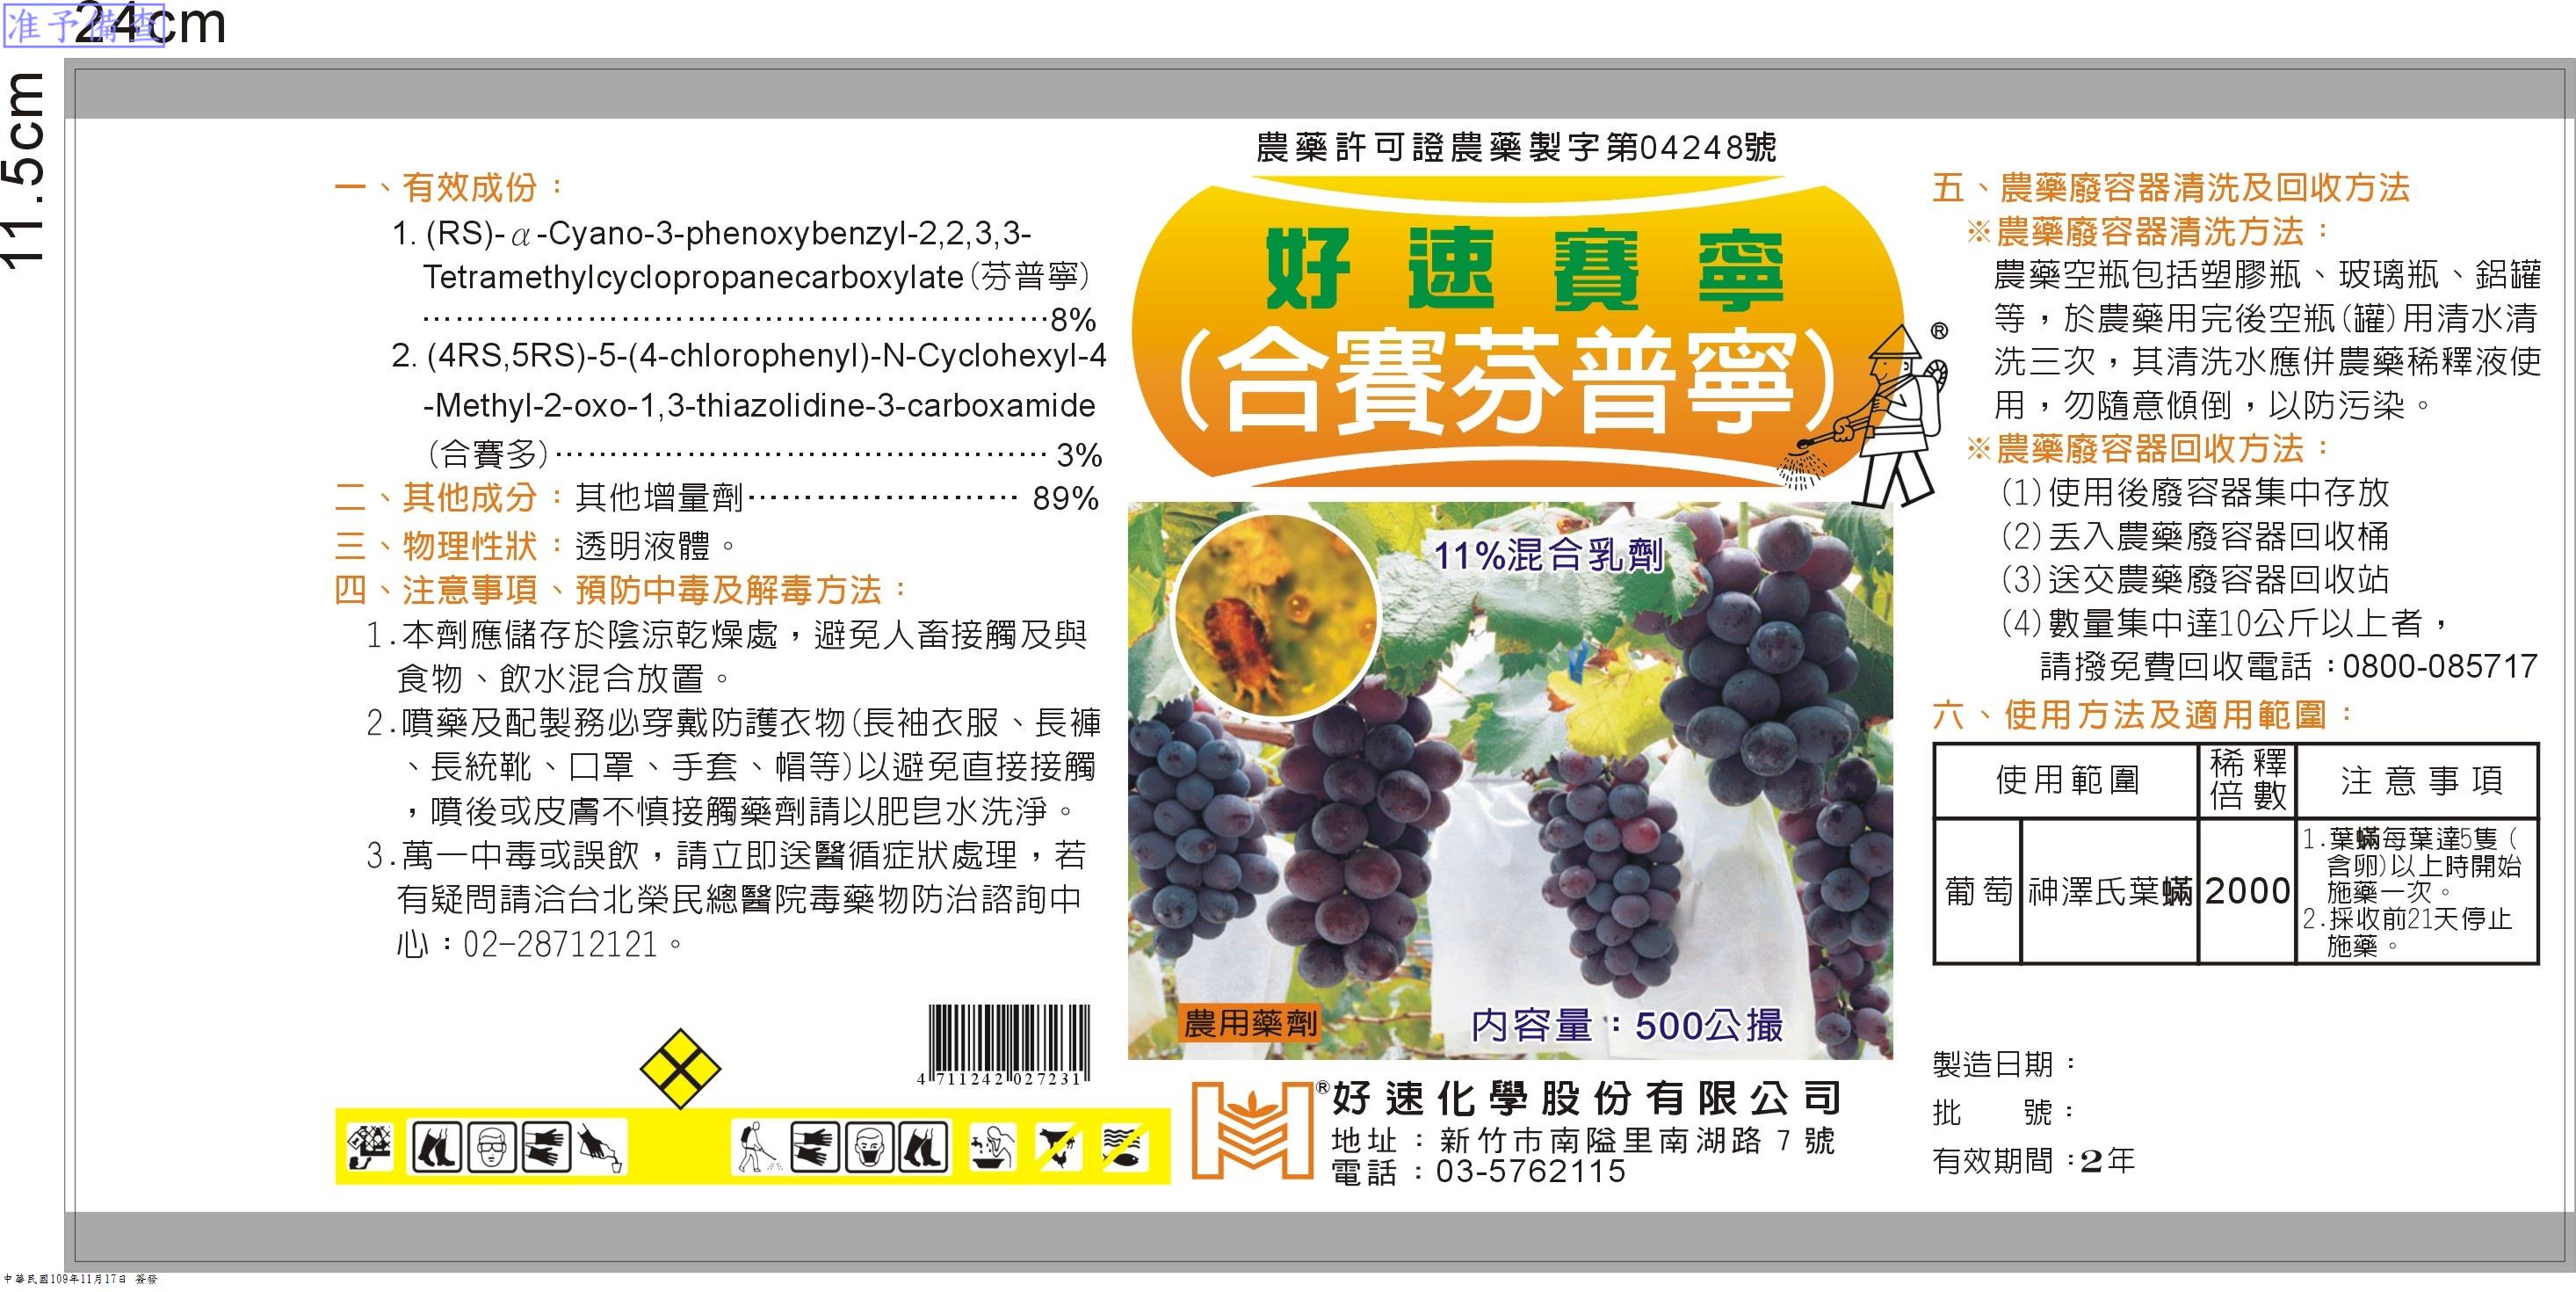 准予備查
24cm
11.5cm
一、有效成份：
1. (RS)-α-Cyano-3-phenoxybenzyl-2,2,3,3-
Tetramethylcyclopropanecarboxylate(芬普寧)
……………………………………………………8%
2. (4RS,5RS)-5-(4-chlorophenyl)-N-Cyclohexyl-4
-Methyl-2-oxo-1,3-thiazolidine-3-carboxamide
(合賽多)………………………………………… 3%
二、其他成分：其他增量劑……………………… 89%
三、物理性狀：透明液體。
四、注意事項、預防中毒及解毒方法：
1.本劑應儲存於陰涼乾燥處，避免人畜接觸及與
食物、飲水混合放置。
2.噴藥及配製務必穿戴防護衣物(長袖衣服、長褲
、長統靴、口罩、手套、帽等)以避免直接接觸
，噴後或皮膚不慎接觸藥劑請以肥皂水洗淨。
3.萬一中毒或誤飲，請立即送醫循症狀處理，若
有疑問請洽台北榮民總醫院毒藥物防治諮詢中
心：02-28712121。
4 711242 027231
農藥許可證農藥製字第04248號
好速賽寧
(合賽芬普寧)
®
11%混合乳劑
農用藥劑
內容量：500公撮
®好速化學股份有限公司
地址：新竹市南隘里南湖路7號
電話：03-5762115
五、農藥廢容器清洗及回收方法
※農藥廢容器清洗方法：
農藥空瓶包括塑膠瓶、玻璃瓶、鋁罐
等，於農藥用完後空瓶(罐)用清水清
洗三次，其清洗水應併農藥稀釋液使
用，勿隨意傾倒，以防污染。
※農藥廢容器回收方法：
(1)使用後廢容器集中存放
(2)丟入農藥廢容器回收桶
(3)送交農藥廢容器回收站
(4)數量集中達10公斤以上者，
請撥免費回收電話：0800-085717
六、使用方法及適用範圍：
使用範圍 稀釋倍數 注意事項
葡萄 神澤氏葉蟎 2000
1.葉蟎每葉達5隻(
含卵)以上時開始
施藥一次。
2.採收前21天停止
施藥。
製造日期：
批　　號：
有效期間：2年
中華民國109年11月17日 簽發